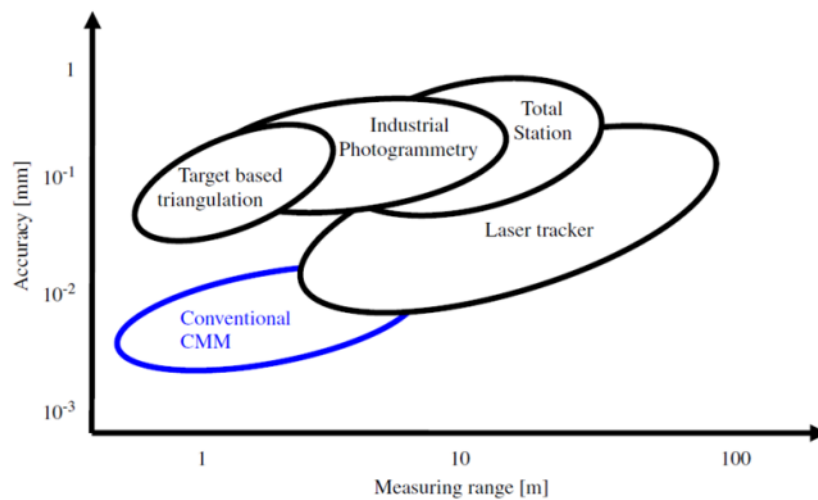 1
Total
Station
Industrial
Photogrammetry
Target based
triangulation
10⁻¹
Accuracy [mm]
Laser tracker
10⁻²
Conventional
CMM
10⁻³
1
10
100
Measuring range [m]